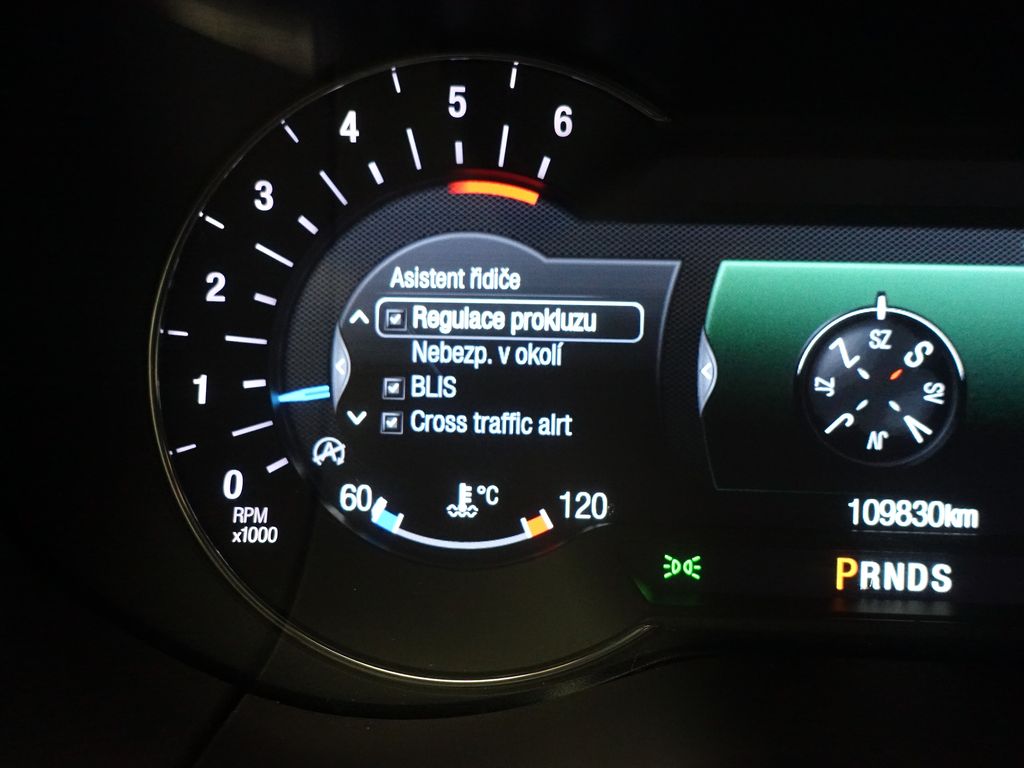 6
5
4
3
2
1
0
RPM
x1000
Asistent řidiče
Regulace prokluzu
Nebezp. v okolí
BLIS
Cross traffic alrt
A
60
°C
120
SZ
S
SV
V
JV
J
JZ
Z
109830km
PRNDS